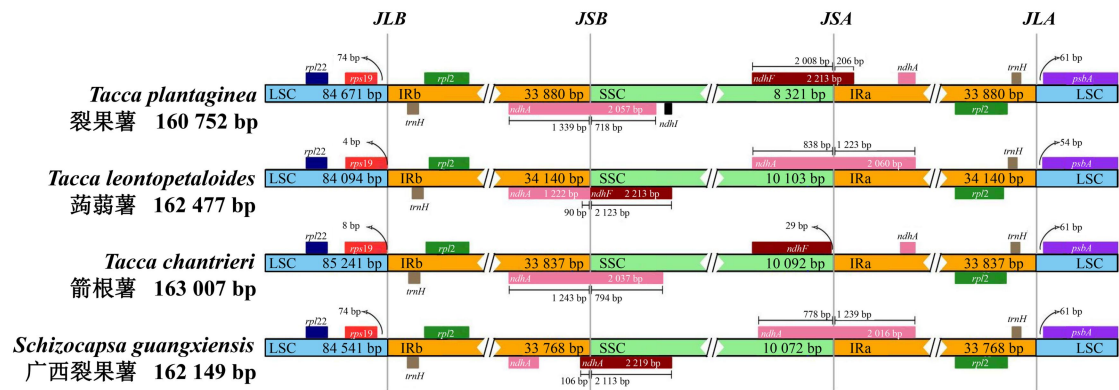 JLB JSB JSA JLA
74 bp 2 008 bp 206 bp 61 bp
rpl22 rps19 rpl2 ndhF 2 213 bp ndhA trnH psbA
Tacca plantaginea LSC 84 671 bp IRb 33 880 bp SSC 8 321 bp IRa 33 880 bp LSC
裂果薯 160 752 bp trnH ndhA 2 057 bp ndhI rpl2
1 339 bp 718 bp
4 bp 838 bp 1 223 bp 54 bp
rpl22 rps19 rpl2 ndhA 2 060 bp trnH psbA
Tacca leontopetaloides LSC 84 094 bp IRb 34 140 bp SSC 10 103 bp IRa 34 140 bp LSC
蒟蒻薯 162 477 bp trnH ndhA 1 222 bp ndhF 2 213 bp rpl2
90 bp 2 123 bp
8 bp 29 bp 61 bp
rpl22 rps19 rpl2 ndhF ndhA trnH psbA
Tacca chantrieri LSC 85 241 bp IRb 33 837 bp SSC 10 092 bp IRa 33 837 bp LSC
箭根薯 163 007 bp trnH ndhA 2 037 bp rpl2
1 243 bp 794 bp
74 bp 778 bp 1 239 bp 61 bp
rpl22 rps19 rpl2 ndhA 2 016 bp trnH psbA
Schizocapsa guangxiensis LSC 84 541 bp IRb 33 768 bp SSC 10 072 bp IRa 33 768 bp LSC
广西裂果薯 162 149 bp trnH ndhA ndhA 2 219 bp rpl2
106 bp 2 113 bp